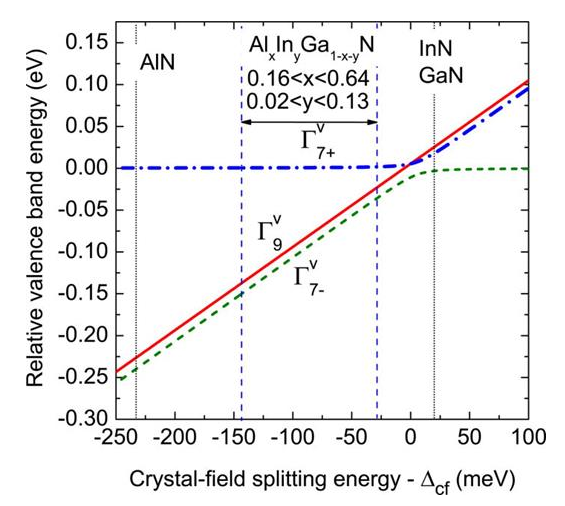 0.15
0.10
0.05
0.00
-0.05
-0.10
-0.15
-0.20
-0.25
-0.30
Relative valence band energy (eV)
AlN
AlₓInᵧGa₁₋ₓ₋ᵧN
0.16<x<0.64
0.02<y<0.13
InN
GaN
Γᵛ₇₊
Γᵛ₉
Γᵛ₇₋
-250 -200 -150 -100 -50 0 50 100
Crystal-field splitting energy - Δcf (meV)